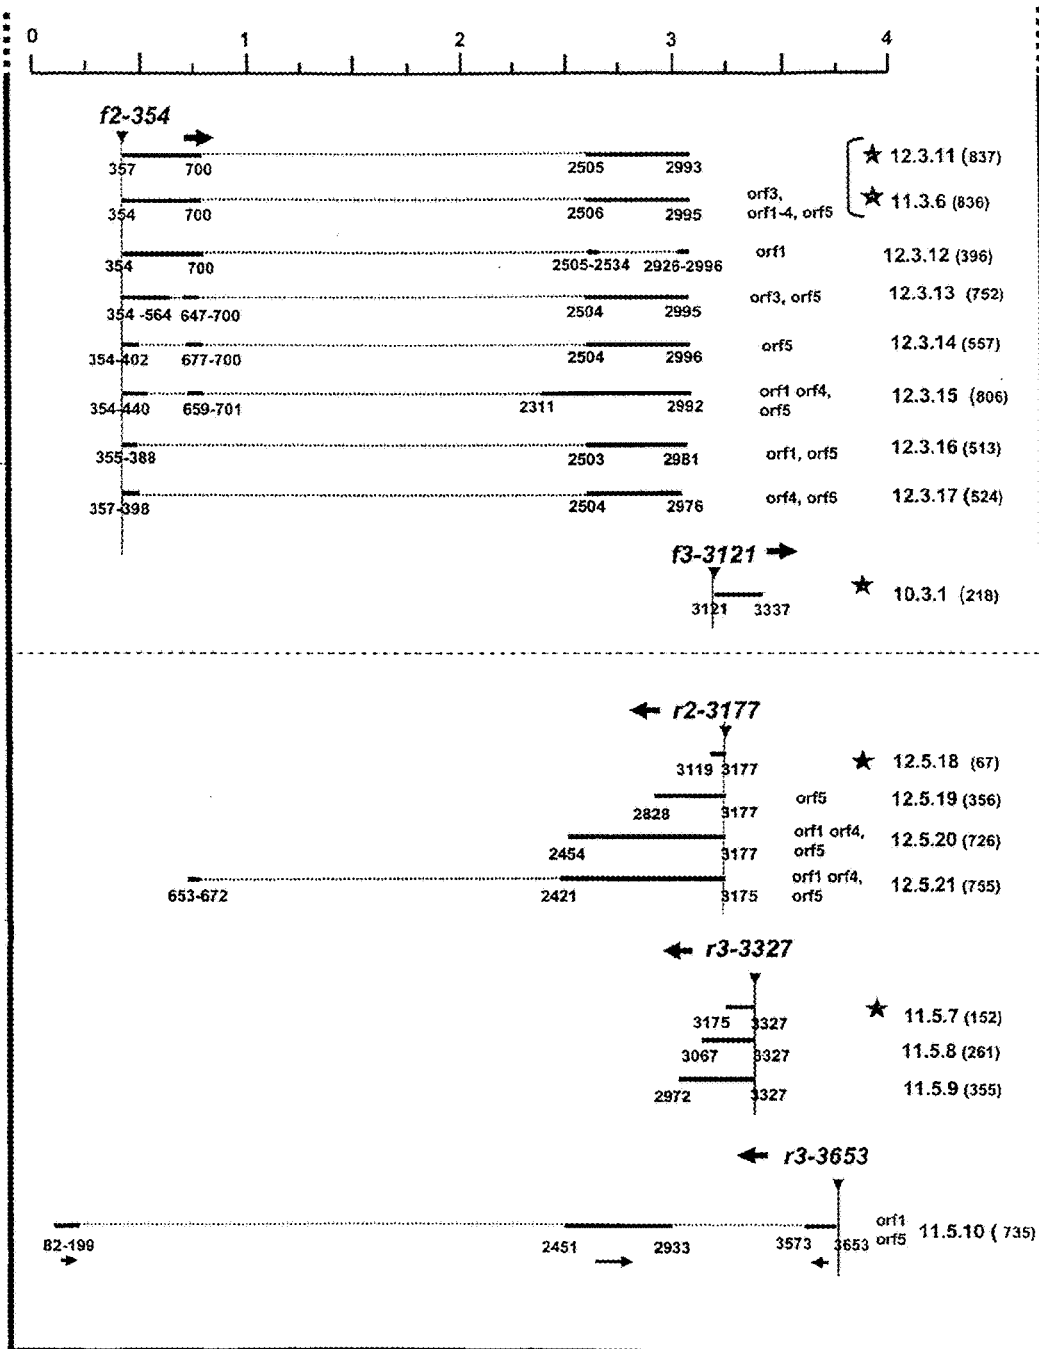 0 1 2 3 4
f2-354
357 700 2505 2993 12.3.11 (837)
orf3,
354 700 2506 2995 orf1-4, orf5 11.3.6 (836)
354 700 2505-2534 2926-2996 orf1 12.3.12 (396)
354 -564 647-700 2504 2995 orf3, orf5 12.3.13 (752)
354-402 677-700 2504 2996 orf5 12.3.14 (557)
orf1 orf4,
354-440 659-701 2311 2992 orf5 12.3.15 (806)
355-388 2503 2981 orf1, orf5 12.3.16 (513)
357-398 2504 2976 orf4, orf5 12.3.17 (524)
f3-3121
3121 3337 10.3.1 (218)
r2-3177
3119 3177 12.5.18 (67)
2828 3177 orf5 12.5.19 (356)
orf1 orf4,
2454 3177 orf5 12.5.20 (726)
orf1 orf4,
653-672 2421 3175 orf5 12.5.21 (755)
r3-3327
3175 3327 11.5.7 (152)
3067 3327 11.5.8 (261)
2972 3327 11.5.9 (355)
r3-3653
orf1
82-199 2451 2933 3573 3653 orf5 11.5.10 ( 735)